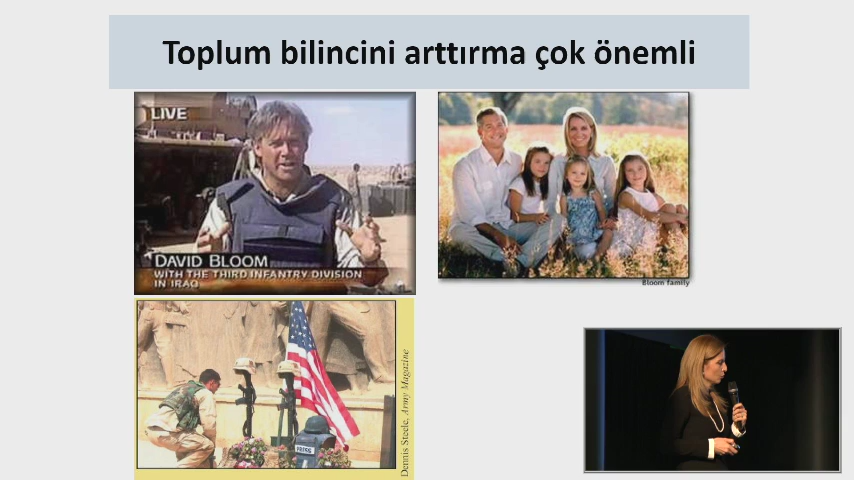 Toplum bilincini arttırma çok önemli
LIVE
DAVID BLOOM
WITH THE THIRD INFANTRY DIVISION
IN IRAQ
Bloom family
Dennis Steele, Army Magazine
PRESS